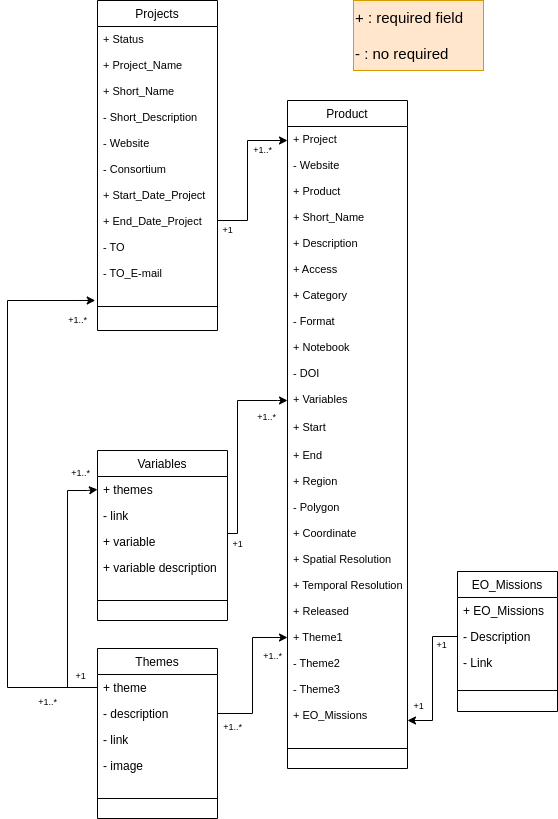 Projects
+ Status
+ Project_Name
+ Short_Name
- Short_Description
- Website
- Consortium
+ Start_Date_Project
+ End_Date_Project
- TO
- TO_E-mail
+ : required field
- : no required
Product
+ Project
- Website
+ Product
+ Short_Name
+ Description
+ Access
+ Category
- Format
+ Notebook
- DOI
+ Variables
+ Start
+ End
+ Region
- Polygon
+ Coordinate
+ Spatial Resolution
+ Temporal Resolution
+ Released
+ Theme1
- Theme2
- Theme3
+ EO_Missions
+1..*
+1
+1..*
+1..*
+1
Variables
+1..*
+ themes
- link
+ variable
+ variable description
Themes
+ theme
- description
- link
- image
+1
+1..*
+1..*
+1..*
EO_Missions
+ EO_Missions
- Description
- Link
+1
+1